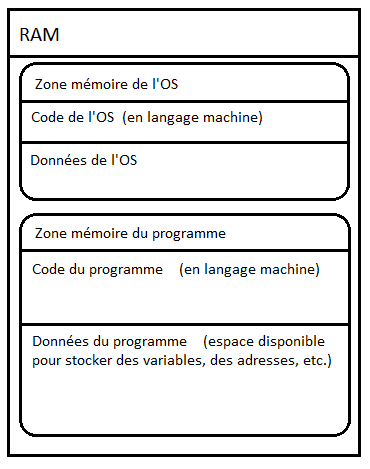 RAM
Zone mémoire de l'OS
Code de l'OS (en langage machine)
Données de l'OS
Zone mémoire du programme
Code du programme (en langage machine)
Données du programme (espace disponible
pour stocker des variables, des adresses, etc.)